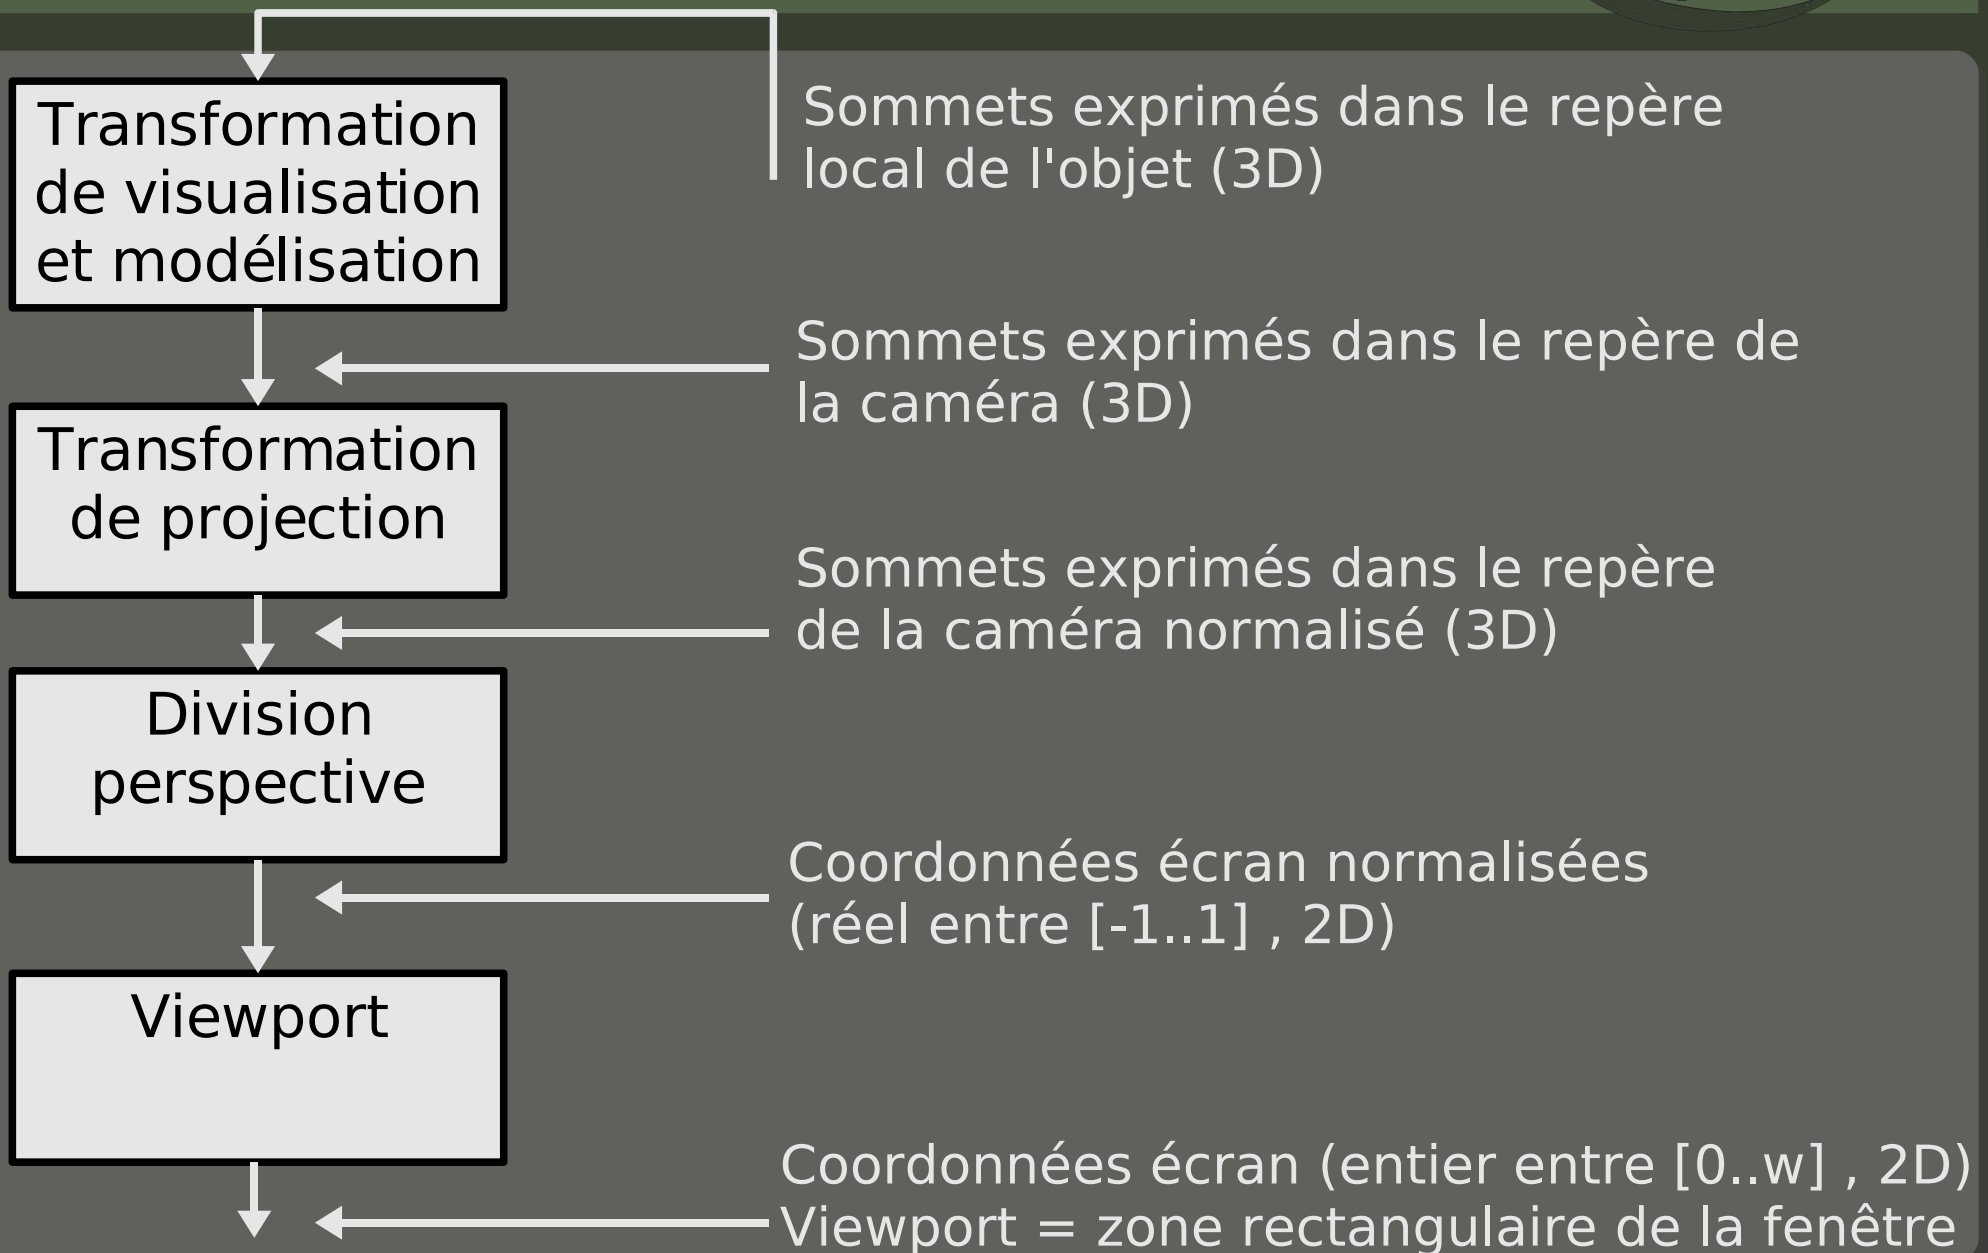 Transformation
de visualisation
et modélisation
Sommets exprimés dans le repère
local de l'objet (3D)
Sommets exprimés dans le repère de
la caméra (3D)
Transformation
de projection
Sommets exprimés dans le repère
de la caméra normalisé (3D)
Division
perspective
Coordonnées écran normalisées
(réel entre [-1..1] , 2D)
Viewport
Coordonnées écran (entier entre [0..w] , 2D)
Viewport = zone rectangulaire de la fenêtre